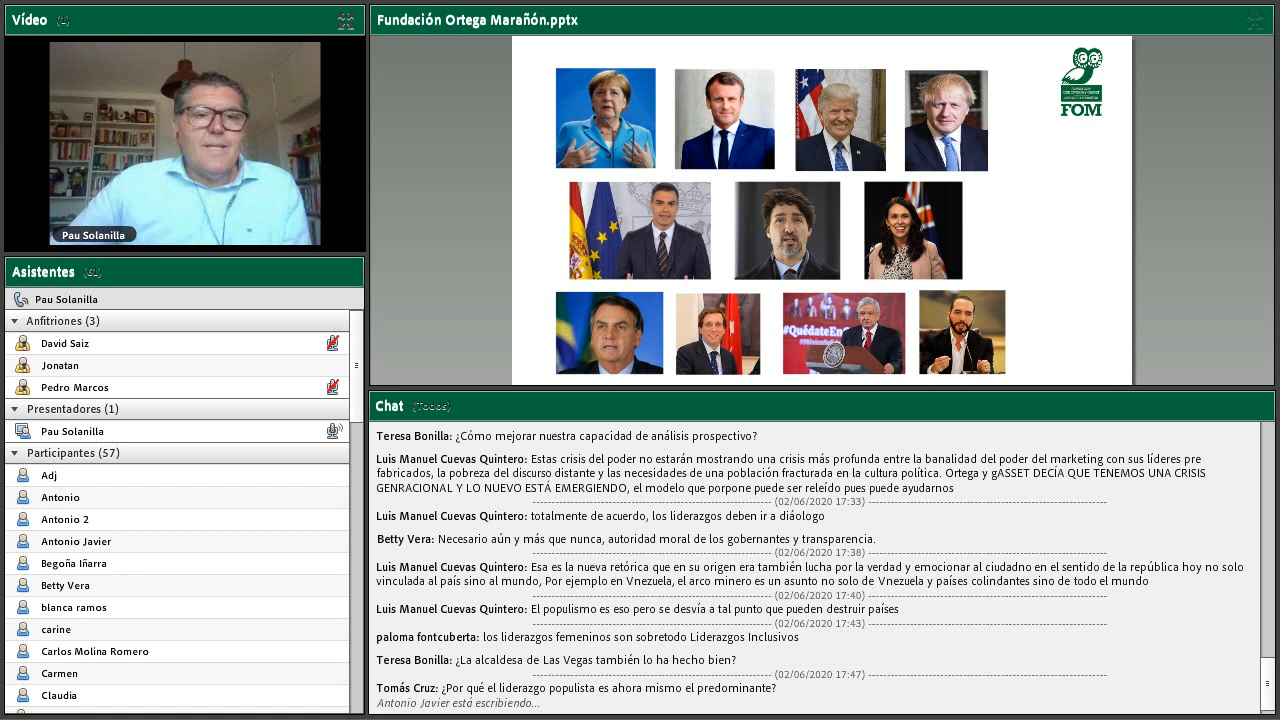 Vídeo (1)
Pau Solanilla
Asistentes (61)
Pau Solanilla
Anfitriones (3)
David Saiz
Jonatan
Pedro Marcos
Presentadores (1)
Pau Solanilla
Participantes (57)
Adj
Antonio
Antonio 2
Antonio Javier
Begoña Iñarra
Betty Vera
blanca ramos
carine
Carlos Molina Romero
Carmen
Claudia
Fundación Ortega Marañón.pptx
FOM
#QuédateEn
Chat (Todos)
Teresa Bonilla: ¿Cómo mejorar nuestra capacidad de análisis prospectivo?
Luis Manuel Cuevas Quintero: Estas crisis del poder no estarán mostrando una crisis más profunda entre la banalidad del poder del marketing con sus líderes pre
fabricados, la pobreza del discurso distante y las necesidades de una población fracturada en la cultura política. Ortega y gASSET DECÍA QUE TENEMOS UNA CRISIS
GENRACIONAL Y LO NUEVO ESTÁ EMERGIENDO, el modelo que porpone puede ser releído pues puede ayudarnos
(02/06/2020 17:33)
Luis Manuel Cuevas Quintero: totalmente de acuerdo, los liderazgos deben ir a diáologo
Betty Vera: Necesario aún y más que nunca, autoridad moral de los gobernantes y transparencia.
(02/06/2020 17:38)
Luis Manuel Cuevas Quintero: Esa es la nueva retórica que en su origen era también lucha por la verdad y emocionar al ciudadno en el sentido de la república hoy no solo
vinculada al país sino al mundo, Por ejemplo en Vnezuela, el arco minero es un asunto no solo de Vnezuela y países colindantes sino de todo el mundo
(02/06/2020 17:40)
Luis Manuel Cuevas Quintero: El populismo es eso pero se desvía a tal punto que pueden destruir países
(02/06/2020 17:43)
paloma fontcuberta: los liderazgos femeninos son sobretodo Liderazgos Inclusivos
Teresa Bonilla: ¿La alcaldesa de Las Vegas también lo ha hecho bien?
(02/06/2020 17:47)
Tomás Cruz: ¿Por qué el liderazgo populista es ahora mismo el predominante?
Antonio Javier está escribiendo...